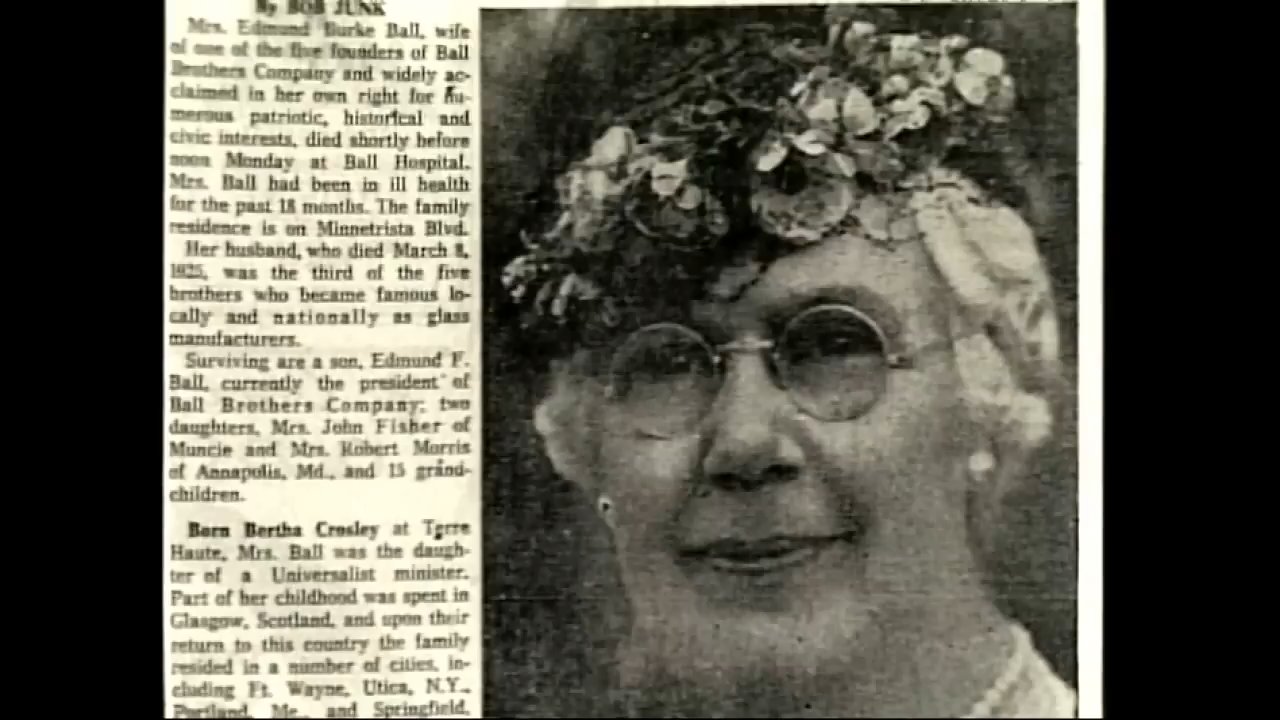 By BOB JUNK
Mrs. Edmund Burke Ball, wife
of one of the five founders of Ball
Brothers Company and widely ac-
claimed in her own right for nu-
merous patriotic, historical and
civic interests, died shortly before
noon Monday at Ball Hospital.
Mrs. Ball had been in ill health
for the past 18 months. The family
residence is on Minnetrista Blvd.
Her husband, who died March 8,
1925, was the third of the five
brothers who became famous lo-
cally and nationally as glass
manufacturers.
Surviving are a son, Edmund F.
Ball, currently the president of
Ball Brothers Company; two
daughters, Mrs. John Fisher of
Muncie and Mrs. Robert Morris
of Annapolis, Md., and 15 grand-
children.
Born Bertha Crosley at Terre
Haute, Mrs. Ball was the daugh-
ter of a Universalist minister.
Part of her childhood was spent in
Glasgow, Scotland, and upon their
return to this country the family
resided in a number of cities, in-
cluding Ft. Wayne, Utica, N.Y.,
Portland, Me., and Springfield,